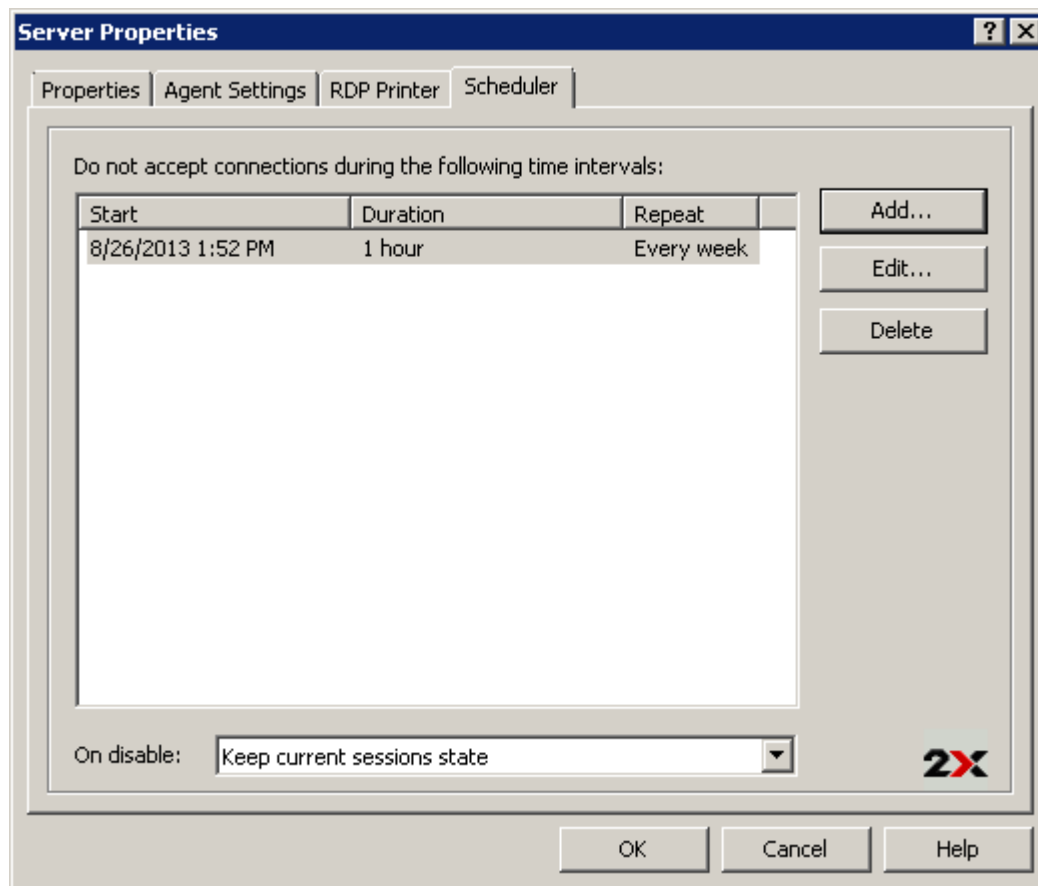 Server Properties
Properties Agent Settings RDP Printer Scheduler
Do not accept connections during the following time intervals:
Start Duration Repeat
8/26/2013 1:52 PM 1 hour Every week
Add...
Edit...
Delete
On disable: Keep current sessions state
2X
OK Cancel Help